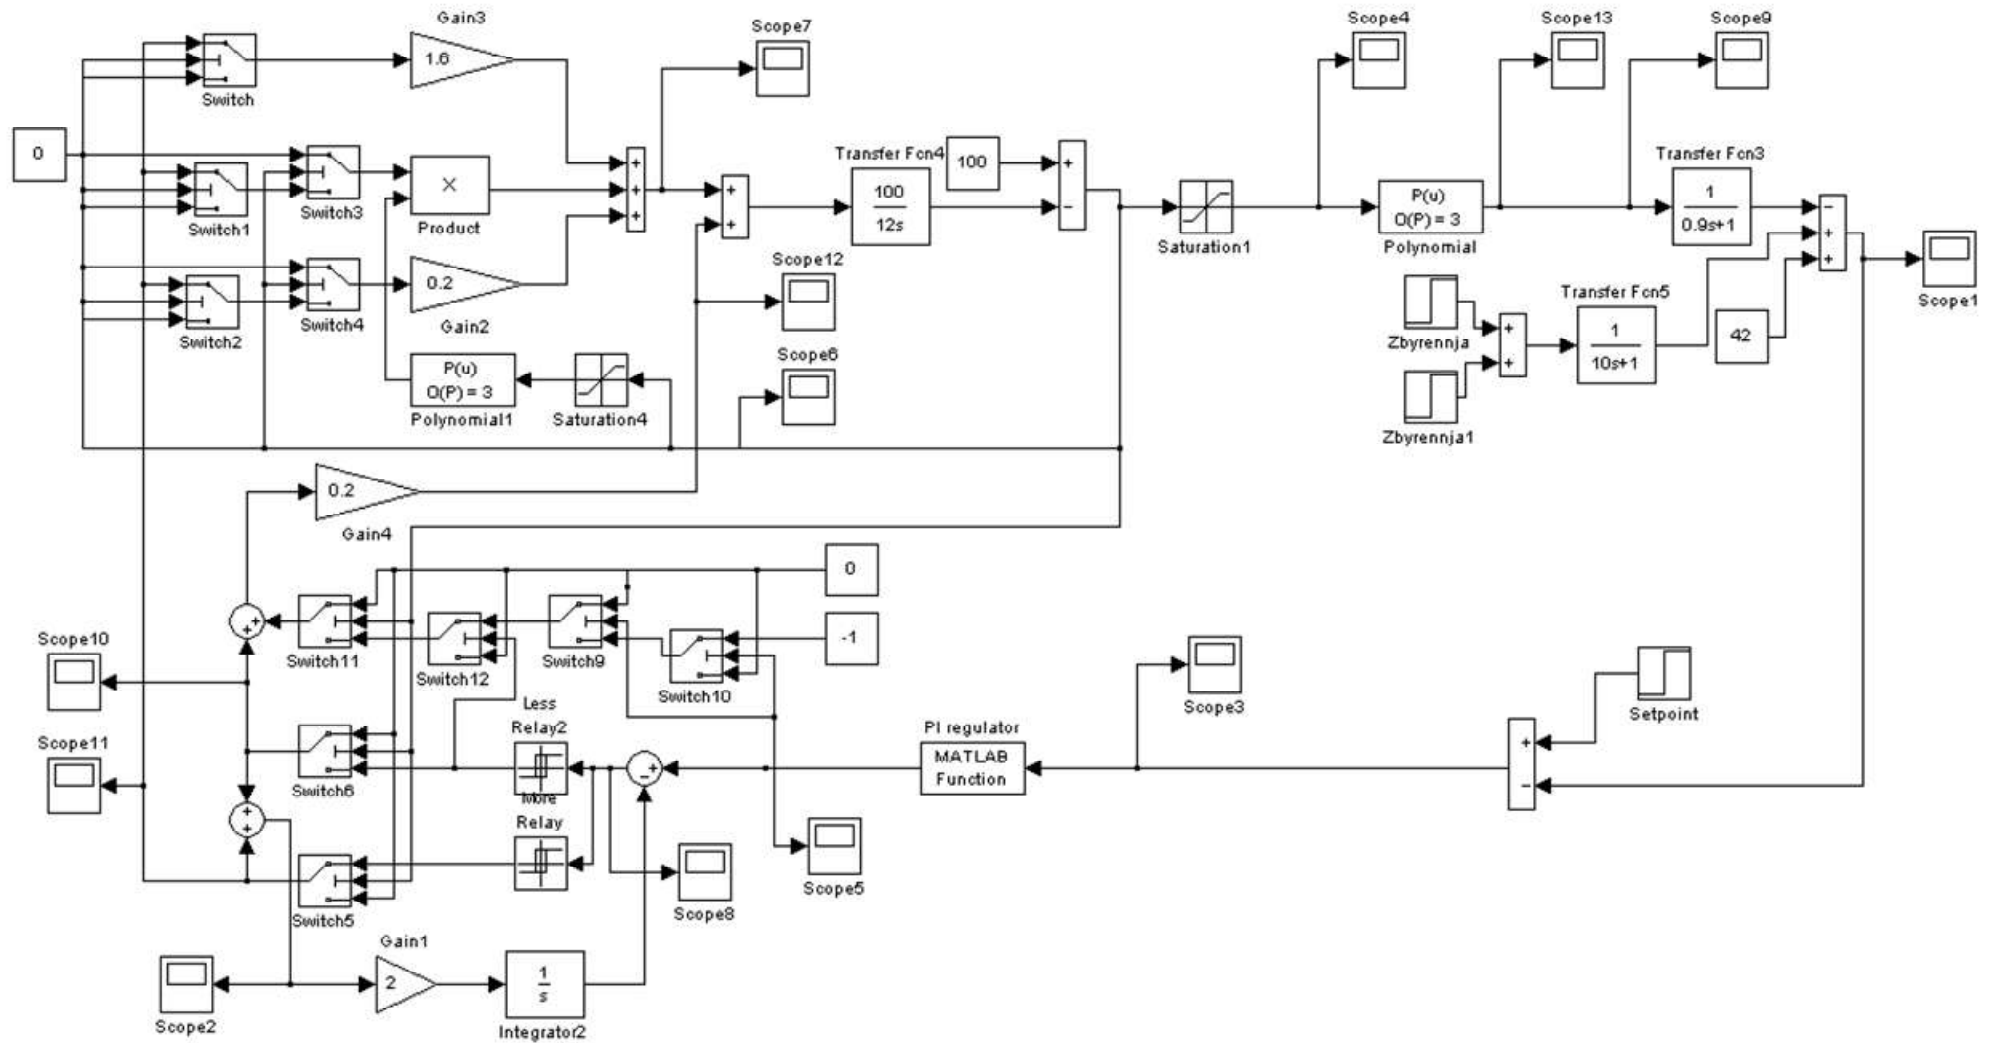 Gain3
1.6
Switch
Scope7
Scope4
Scope13
Scope9
0
Switch1
Switch3
×
Product
+
+
+
+
+
Transfer Fcn4
100
12s
100
+
−
Saturation1
P(u)
O(P) = 3
Polynomial
Transfer Fcn3
1
0.9s+1
−
+
+
Scope1
Switch2
Switch4
0.2
Gain2
Scope12
Scope6
P(u)
O(P) = 3
Polynomial1
Saturation4
Zbyrennja
Zbyrennja1
+
+
Transfer Fcn5
1
10s+1
42
0.2
Gain4
0
-1
+
+
Switch11
Switch12
Switch9
Switch10
Scope10
Scope11
Switch6
Less
Relay2
More
Relay
−
+
PI regulator
MATLAB
Function
Scope3
Setpoint
+
−
+
+
Switch5
Scope8
Scope5
Scope2
Gain1
2
1
s
Integrator2